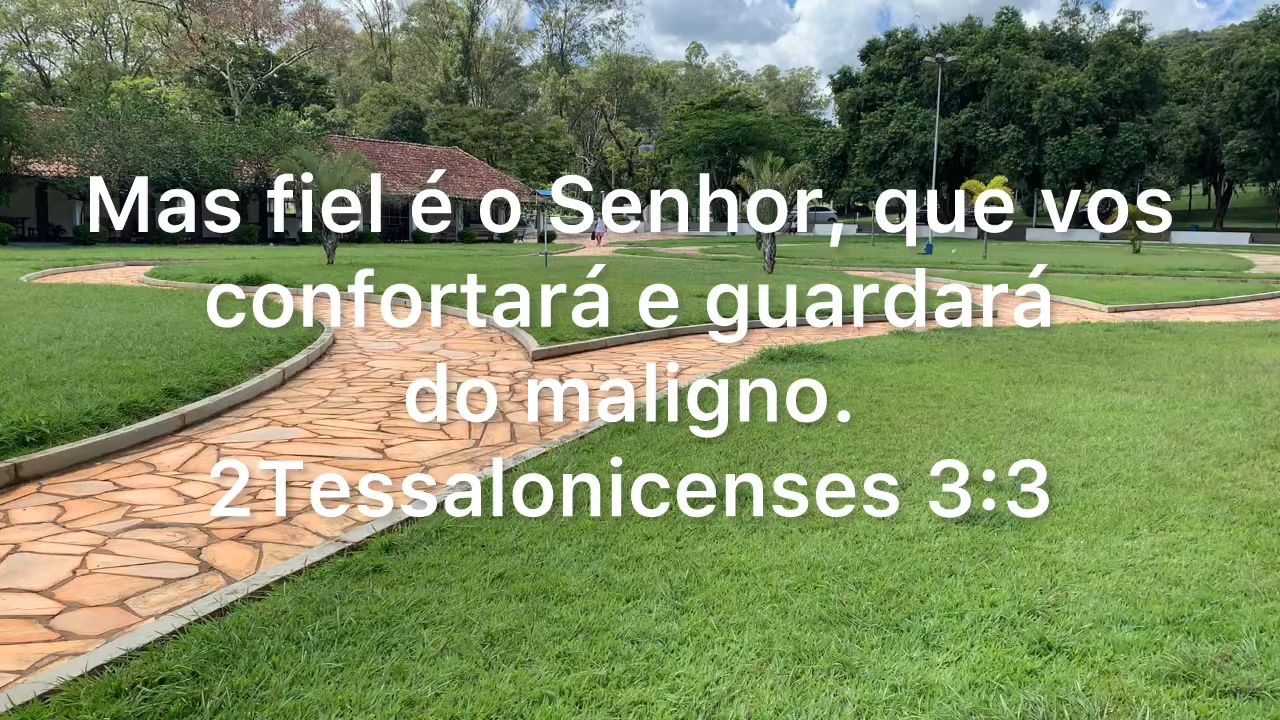 Mas fiel é o Senhor, que vos
confortará e guardará
do maligno.
2Tessalonicenses 3:3